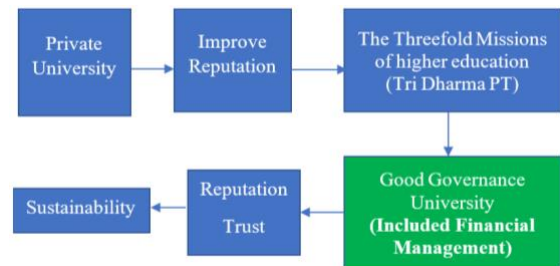 Private
University
Improve
Reputation
The Threefold Missions
of higher education
(Tri Dharma PT)
Good Governance
University
(Included Financial
Management)
Reputation
Trust
Sustainability